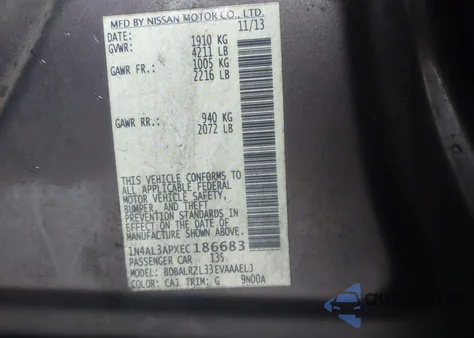 MFD BY NISSAN MOTOR CO., LTD.
DATE: 11/13
GVWR: 1910 KG
4211 LB
GAWR FR.: 1005 KG
2216 LB
GAWR RR.: 940 KG
2072 LB
THIS VEHICLE CONFORMS TO
ALL APPLICABLE FEDERAL
MOTOR VEHICLE SAFETY,
BUMPER, AND THEFT
PREVENTION STANDARDS IN
EFFECT ON THE DATE OF
MANUFACTURE SHOWN ABOVE.
1N4AL3APXEC186683
PASSENGER CAR 135
MODEL: BDBALRZL33EVAAAELJ
COLOR: CAJ TRIM: G 9N00A